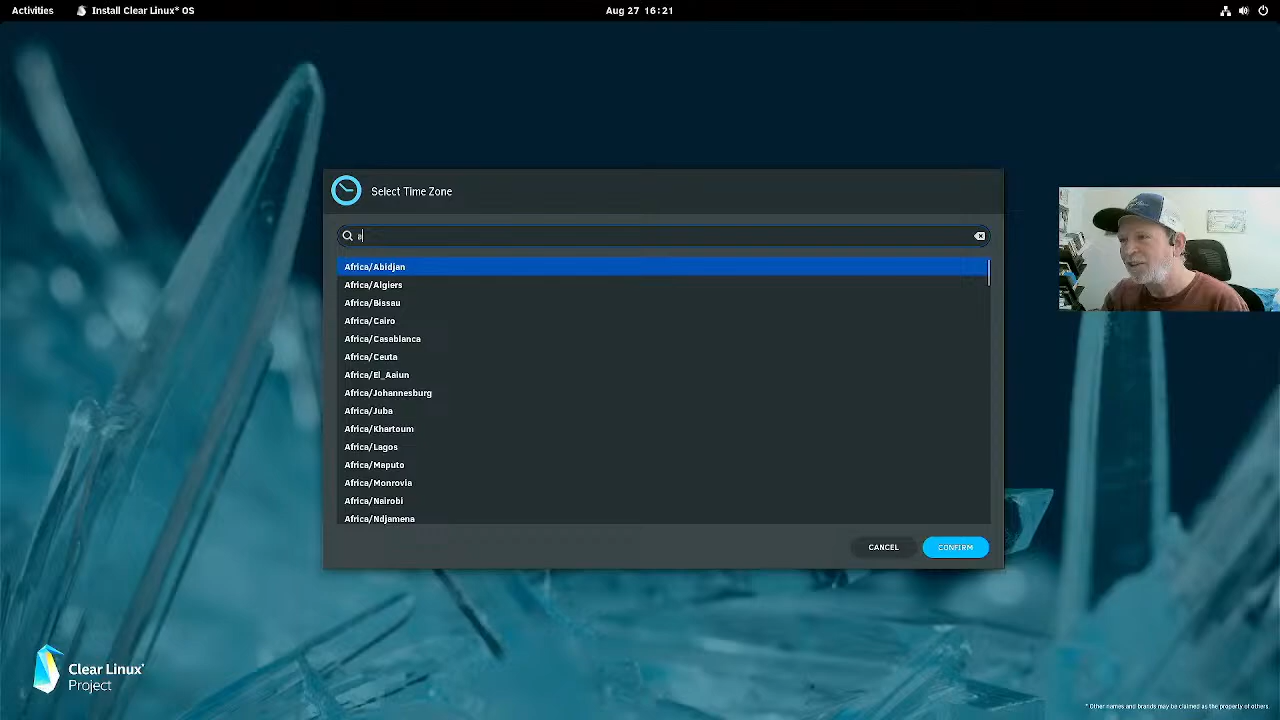 Activities
Install Clear Linux* OS
Aug 27 16:21
Select Time Zone
a
Africa/Abidjan
Africa/Algiers
Africa/Bissau
Africa/Cairo
Africa/Casablanca
Africa/Ceuta
Africa/El_Aaiun
Africa/Johannesburg
Africa/Juba
Africa/Khartoum
Africa/Lagos
Africa/Maputo
Africa/Monrovia
Africa/Nairobi
Africa/Ndjamena
CANCEL
CONFIRM
Clear Linux*
Project
* Other names and brands may be claimed as the property of others.